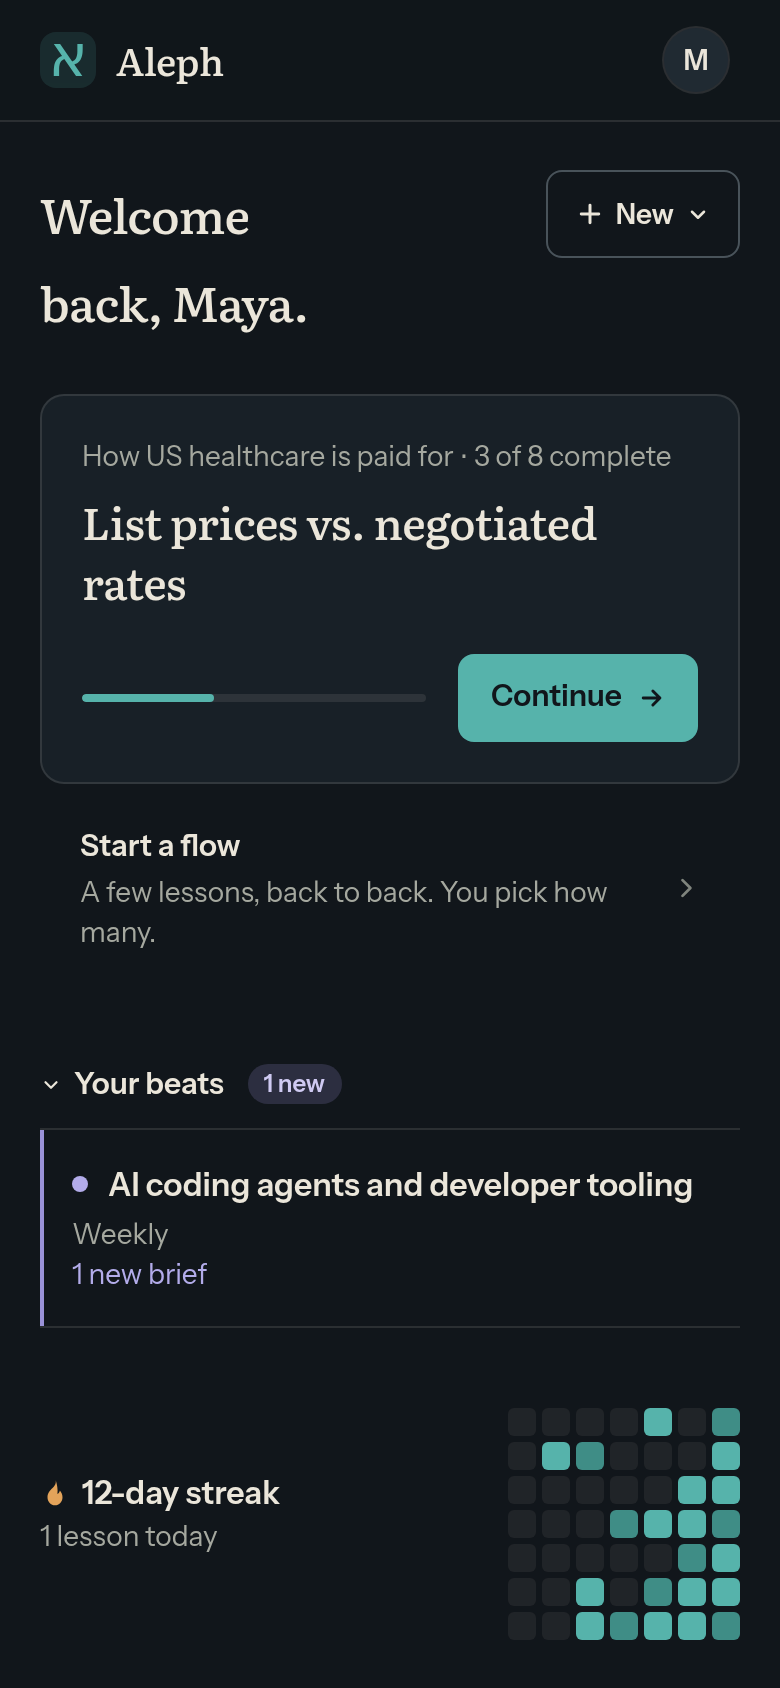 א Aleph
M
Welcome
back, Maya.
+ New
How US healthcare is paid for · 3 of 8 complete
List prices vs. negotiated
rates
Continue →
Start a flow
A few lessons, back to back. You pick how
many.
Your beats
1 new
AI coding agents and developer tooling
Weekly
1 new brief
12-day streak
1 lesson today